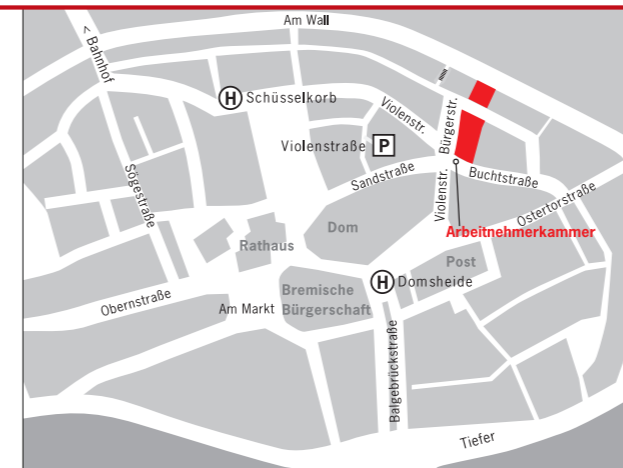 Am Wall
< Bahnhof
H Schüsselkorb
Violenstr.
Bürgerstr.
Violenstraße P
Sandstraße
Buchtstraße
Sögestraße
Violenstr.
Ostertorstraße
Dom
Arbeitnehmerkammer
Rathaus
Post
H Domsheide
Bremische
Bürgerschaft
Obernstraße
Am Markt
Balgebrückstraße
Tiefer